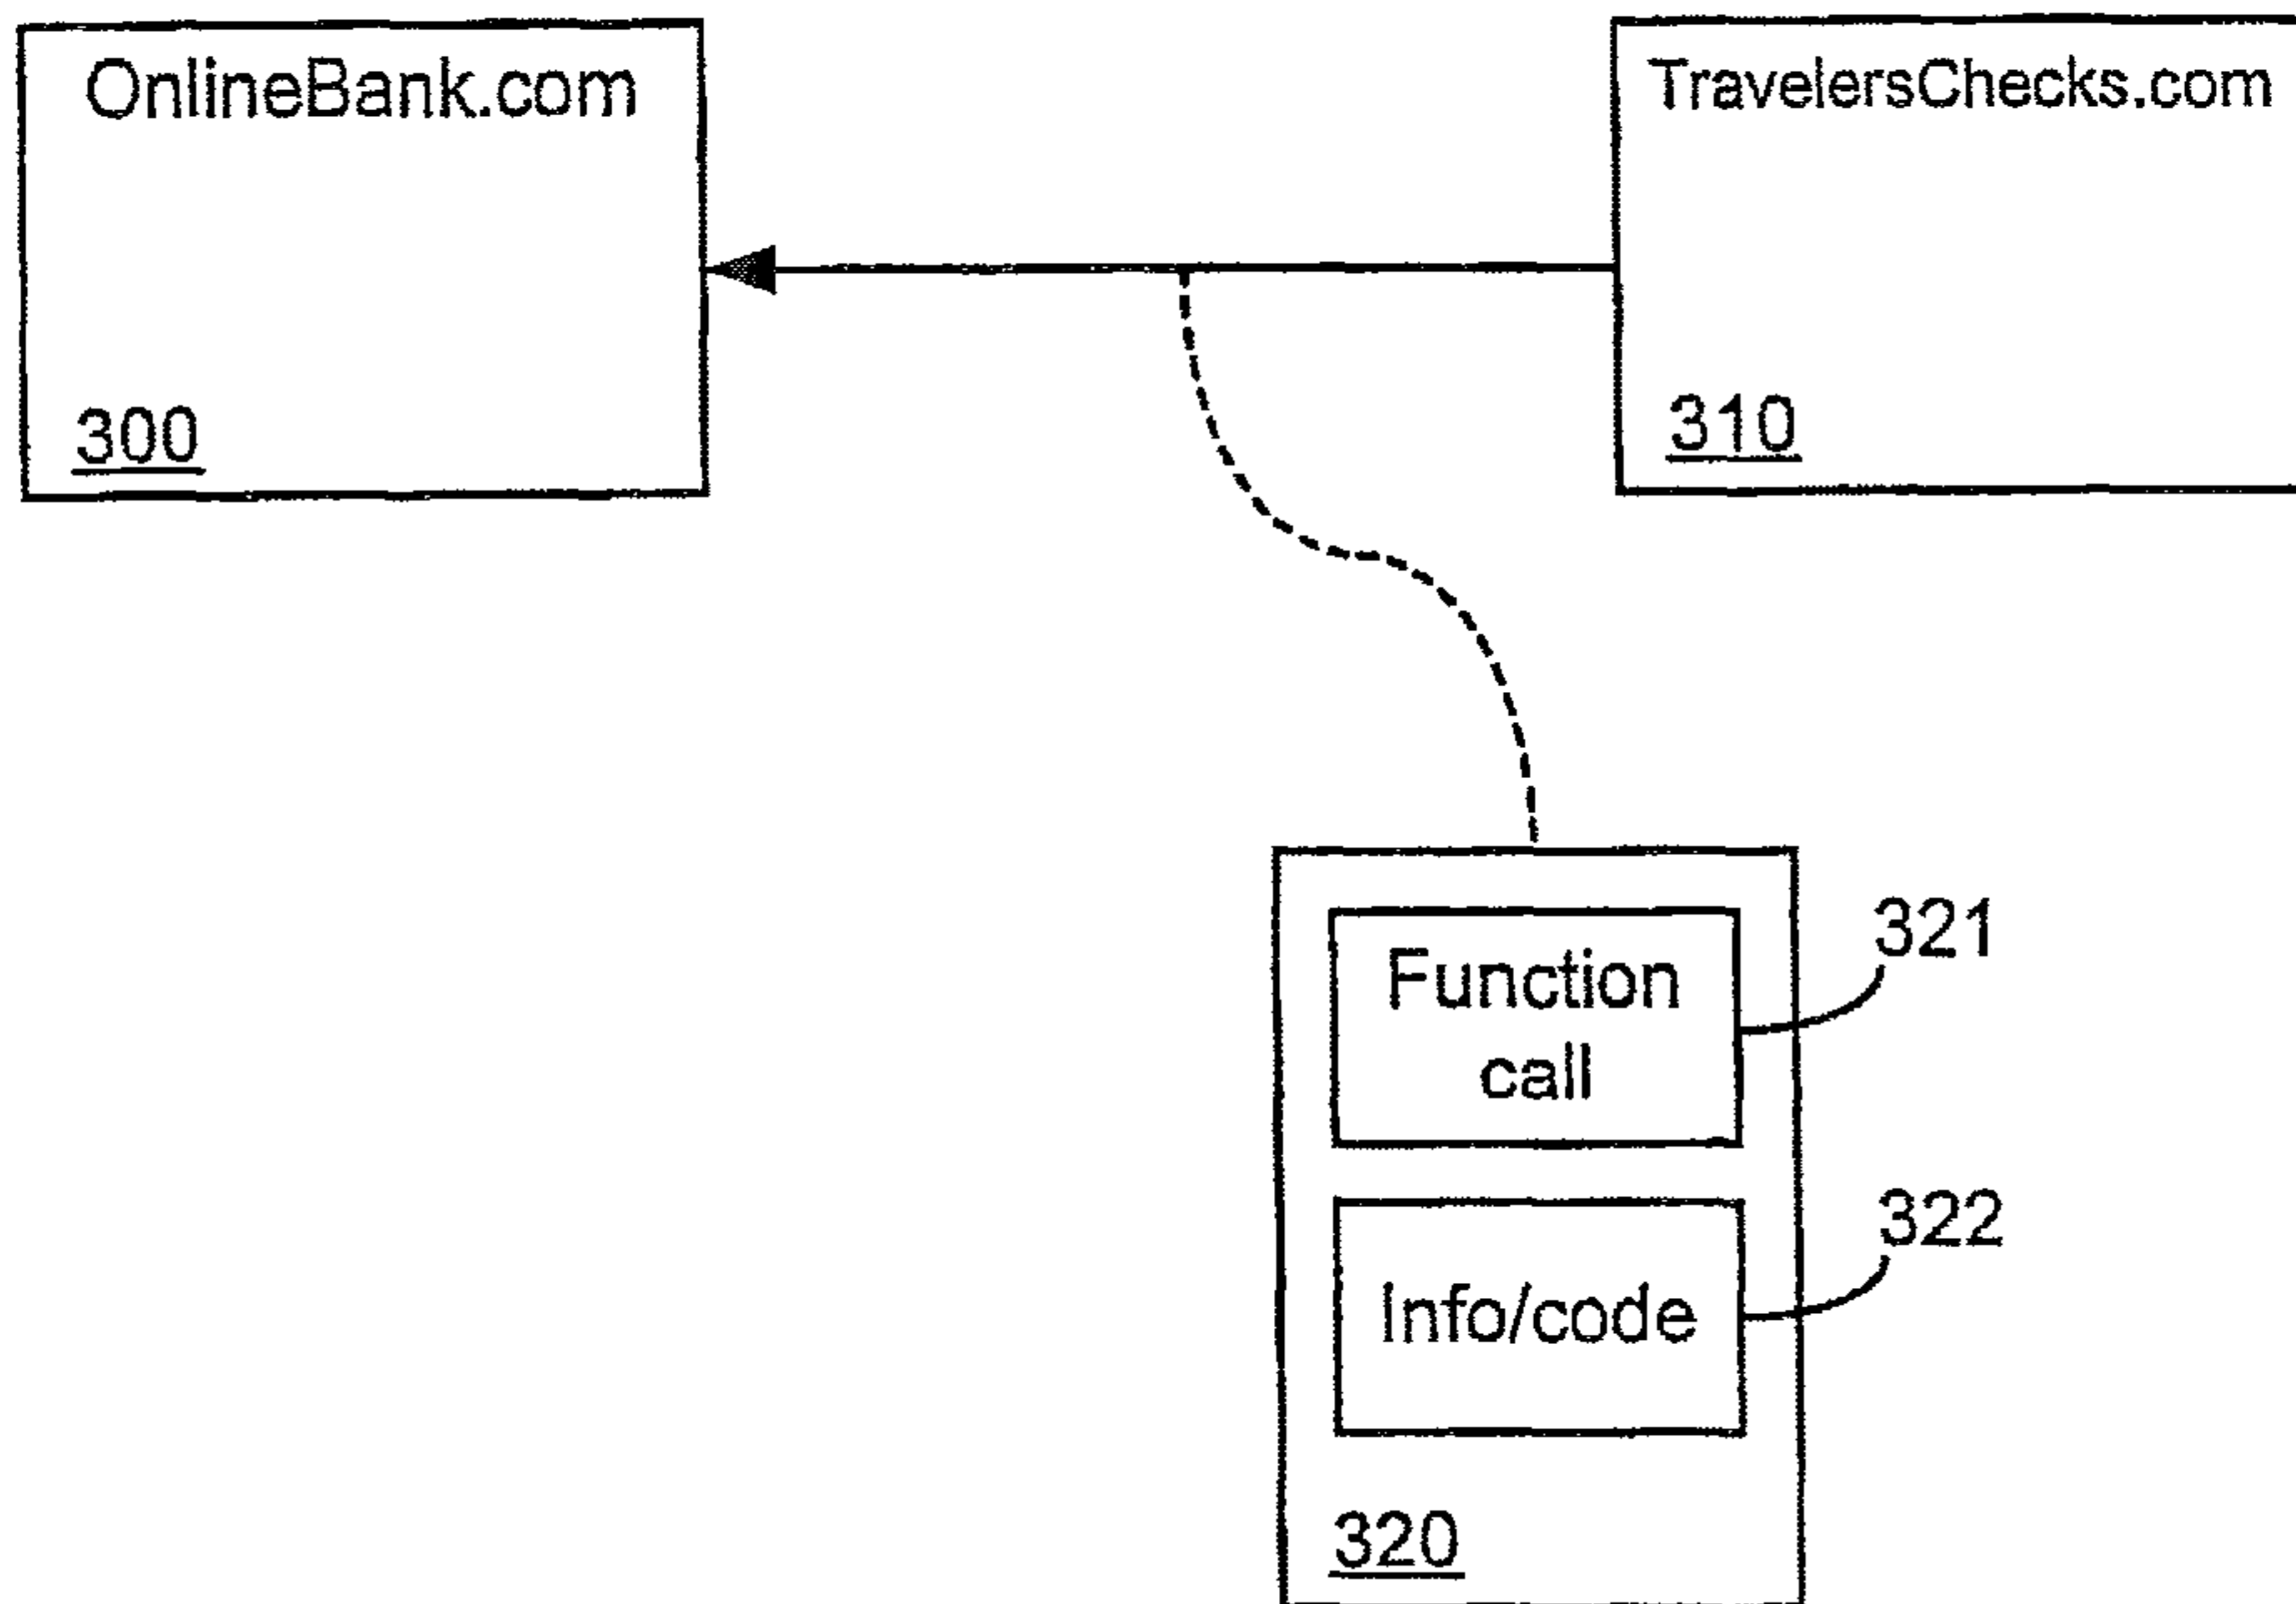 OnlineBank.com
300
TravelersChecks.com
310
Function
call
321
Info/code
322
320